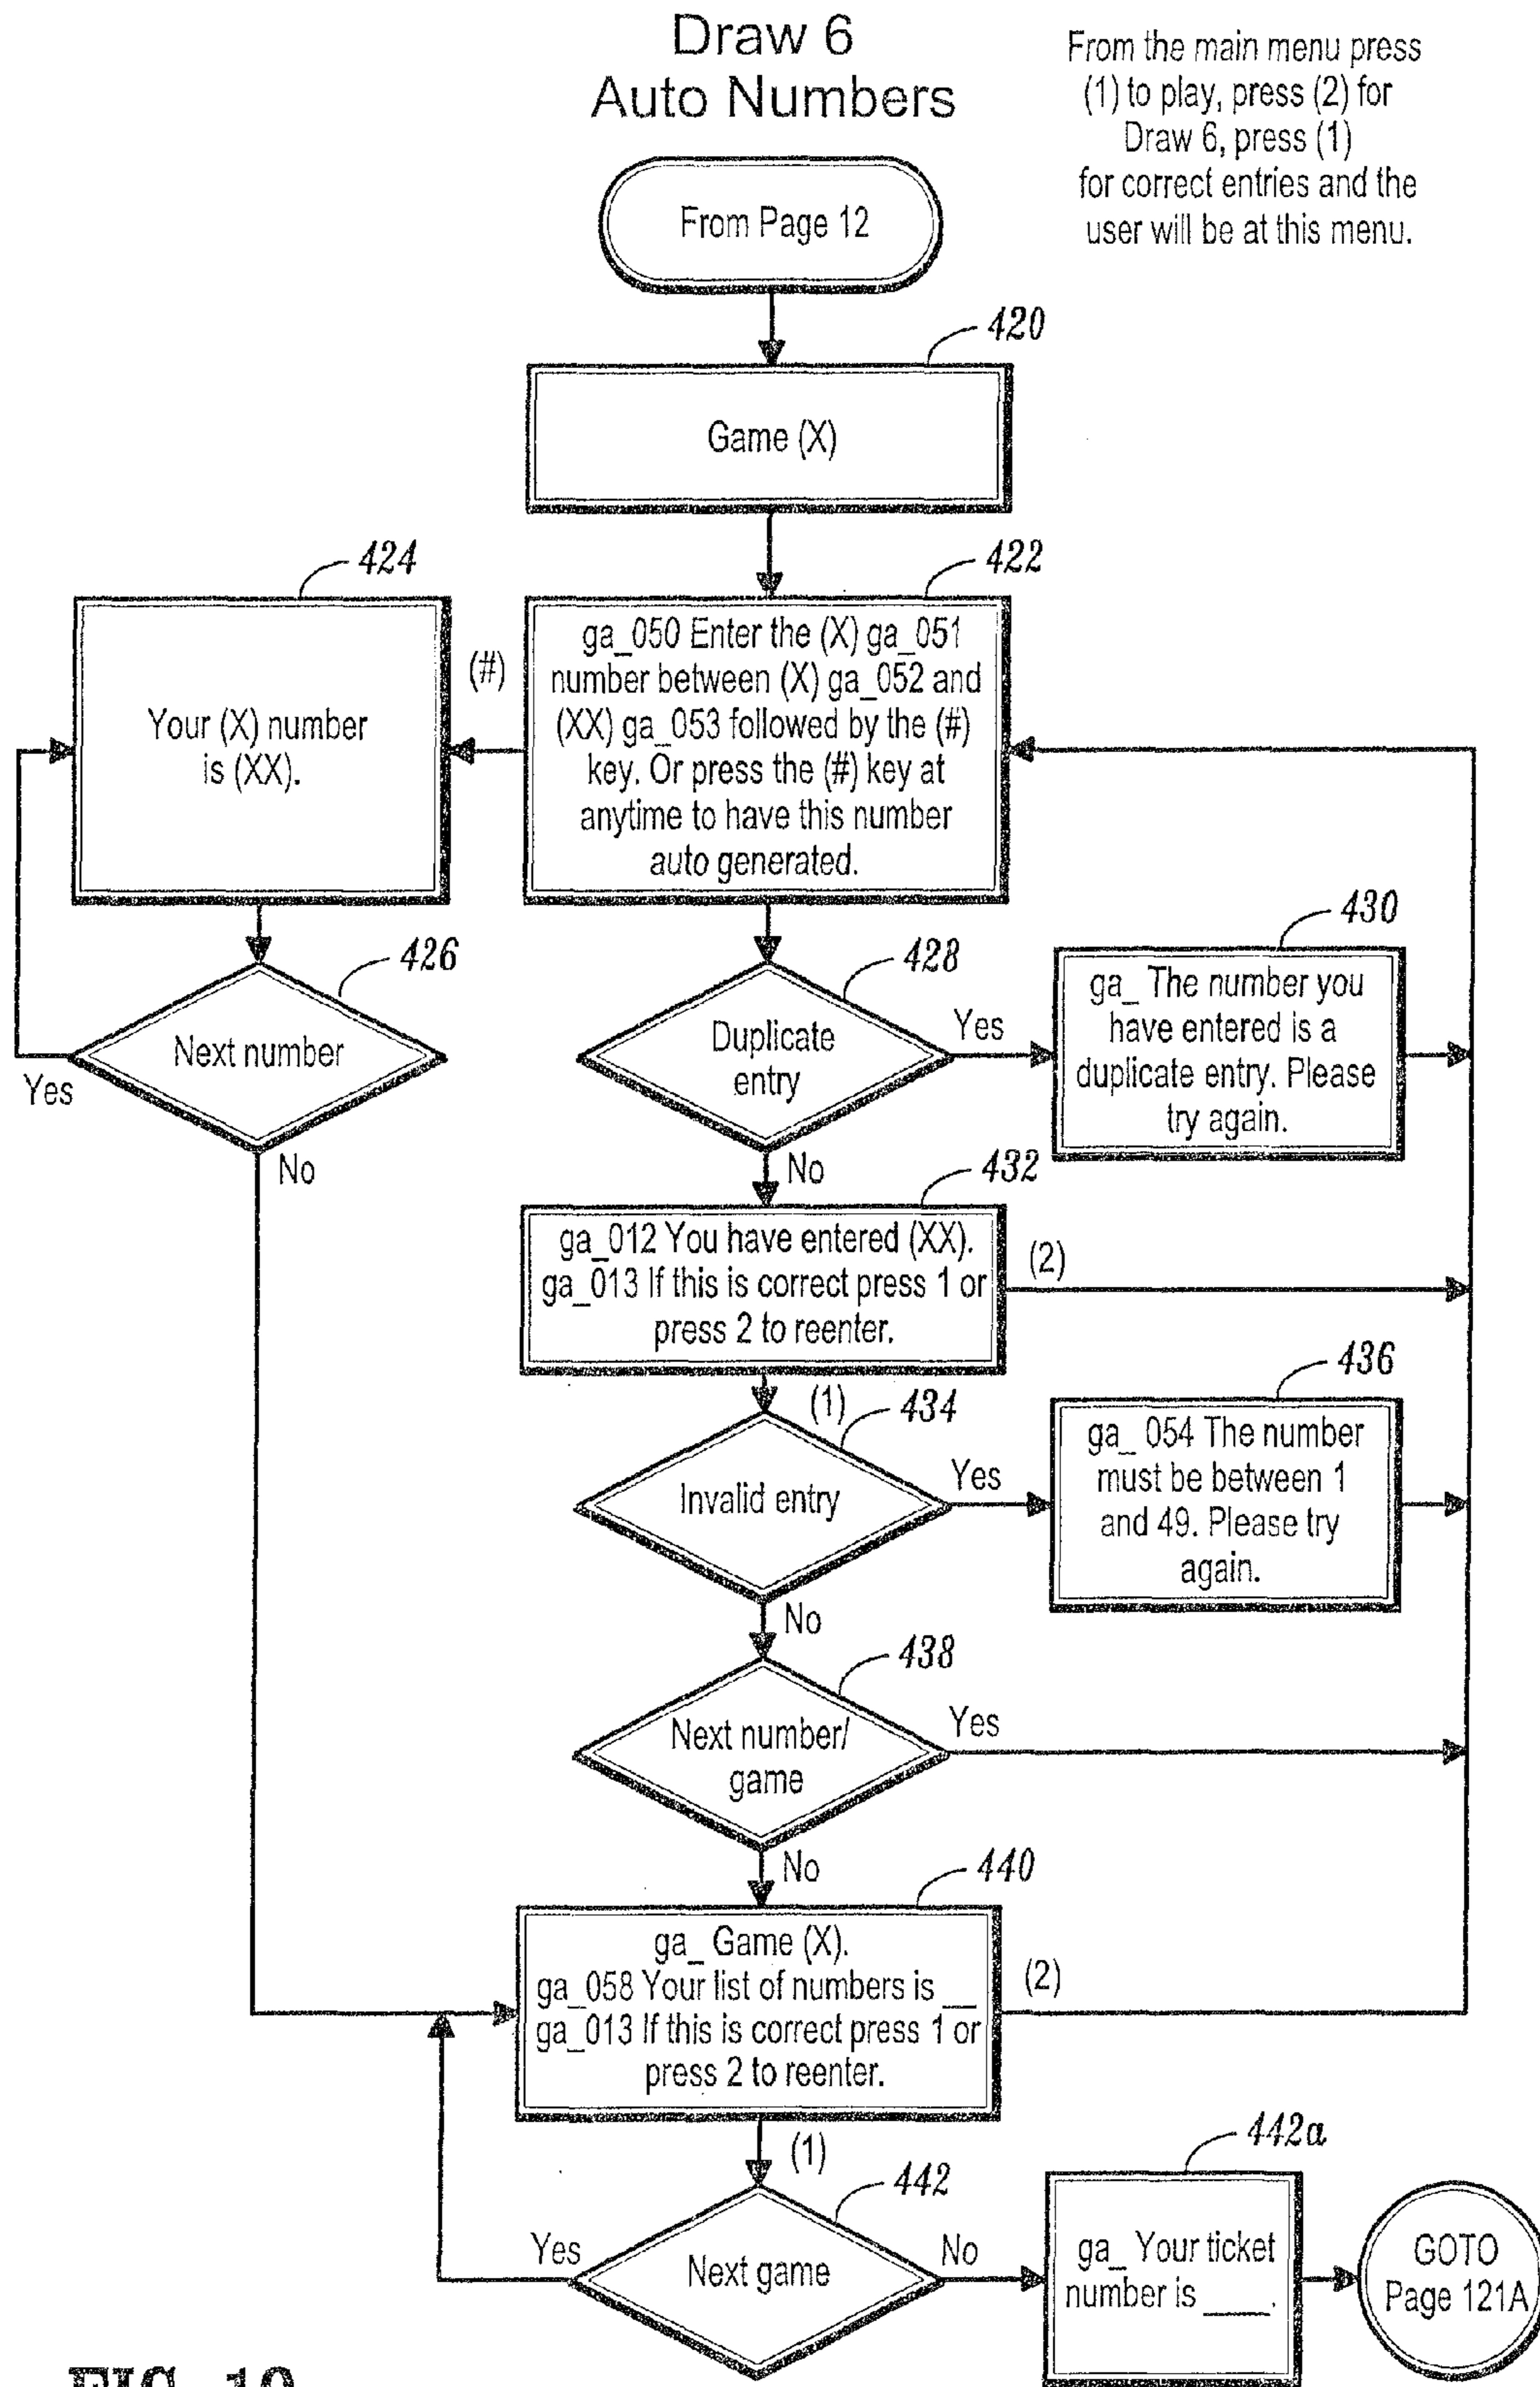 Draw 6
Auto Numbers
From the main menu press
(1) to play, press (2) for
Draw 6, press (1)
for correct entries and the
user will be at this menu.
From Page 12
420
Game (X)
424
422
Your (X) number
is (XX).
(#)
ga_050 Enter the (X) ga_051
number between (X) ga_052 and
(XX) ga_053 followed by the (#)
key. Or press the (#) key at
anytime to have this number
auto generated.
426
Next number
Yes
No
428
Duplicate
entry
Yes
No
430
ga_ The number you
have entered is a
duplicate entry. Please
try again.
432
ga_012 You have entered (XX).
ga_013 If this is correct press 1 or
press 2 to reenter.
(2)
(1)
434
Invalid entry
Yes
No
436
ga_ 054 The number
must be between 1
and 49. Please try
again.
438
Next number/
game
Yes
No
440
ga_ Game (X).
ga_058 Your list of numbers is __
ga_013 If this is correct press 1 or
press 2 to reenter.
(2)
(1)
442
Next game
Yes
No
442a
ga_ Your ticket
number is ____.
GOTO
Page 121A
FIG. 19